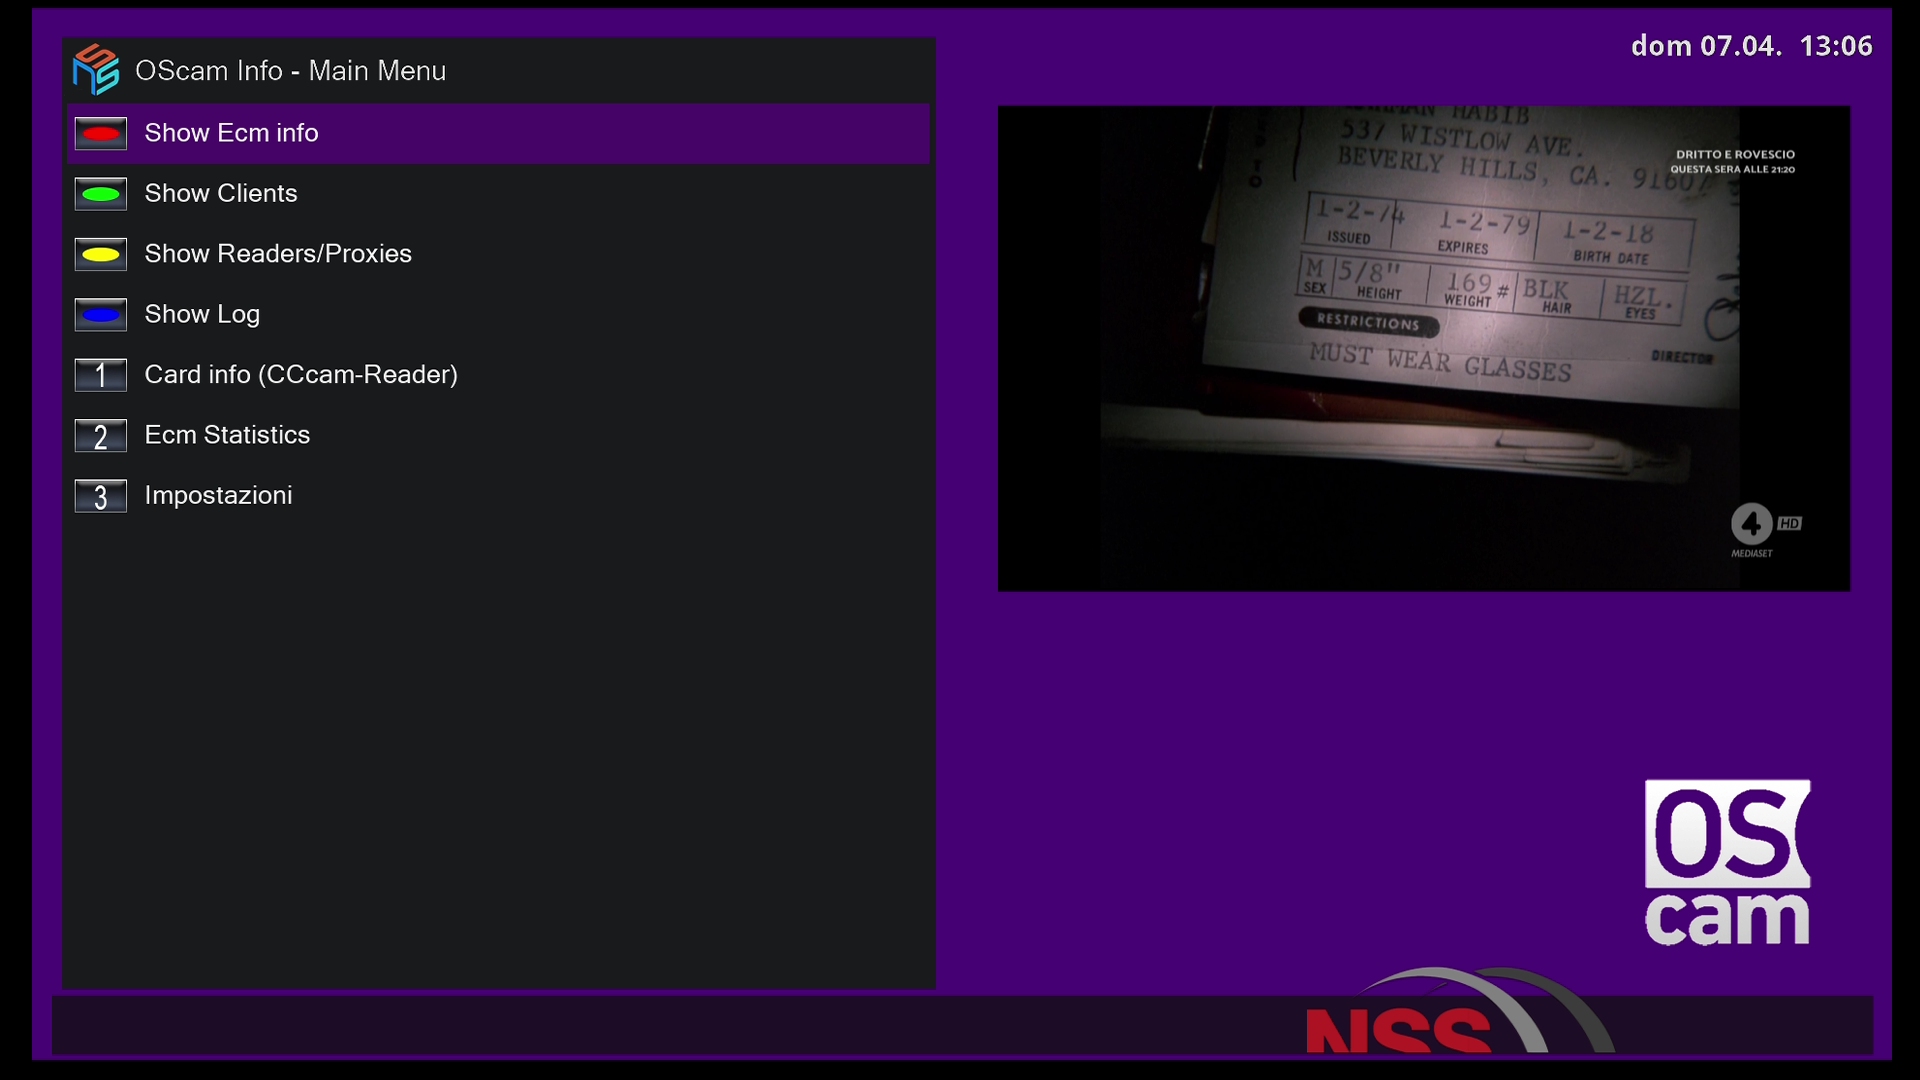 dom 07.04. 13:06
OScam Info - Main Menu
Show Ecm info
Show Clients
Show Readers/Proxies
Show Log
1 Card info (CCcam-Reader)
2 Ecm Statistics
3 Impostazioni
HABIB
537 WISTLOW AVE.
BEVERLY HILLS, CA. 91607
DRITTO E ROVESCIO
QUESTA SERA ALLE 21:20
1-2-74 1-2-79 1-2-18
ISSUED EXPIRES BIRTH DATE
M 5/8" 169# BLK HZL.
SEX HEIGHT WEIGHT HAIR EYES
RESTRICTIONS
DIRECTOR
MUST WEAR GLASSES
4 HD
MEDIASET
OS
cam
NSS